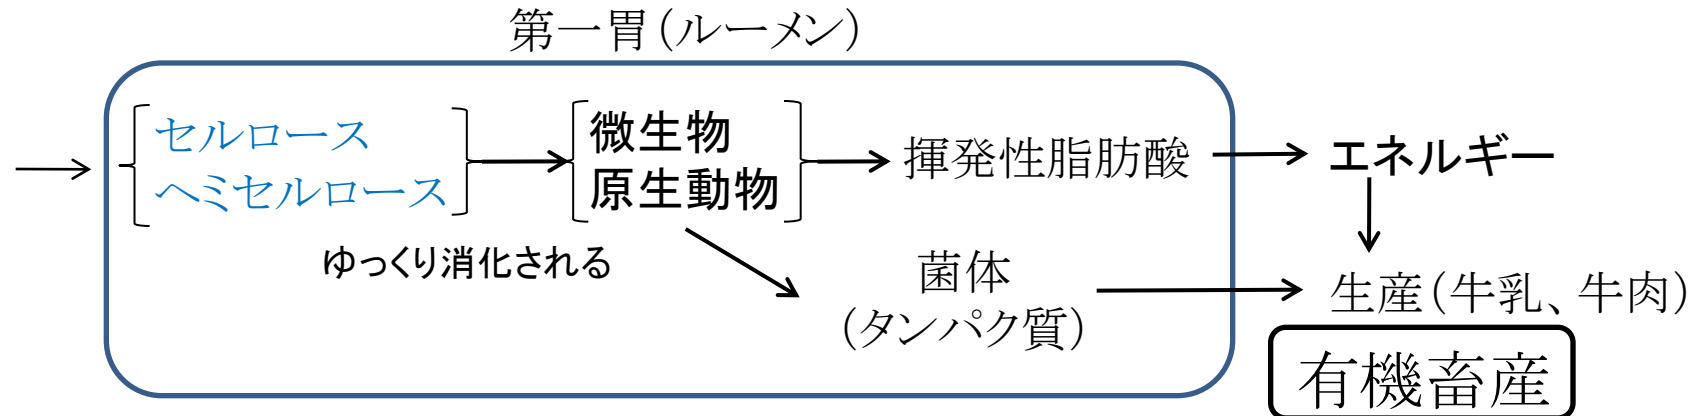 第一胃（ルーメン）
セルロース
ヘミセルロース
微生物
原生動物
ゆっくり消化される
揮発性脂肪酸
菌体
（タンパク質）
エネルギー
生産（牛乳、牛肉）
有機畜産